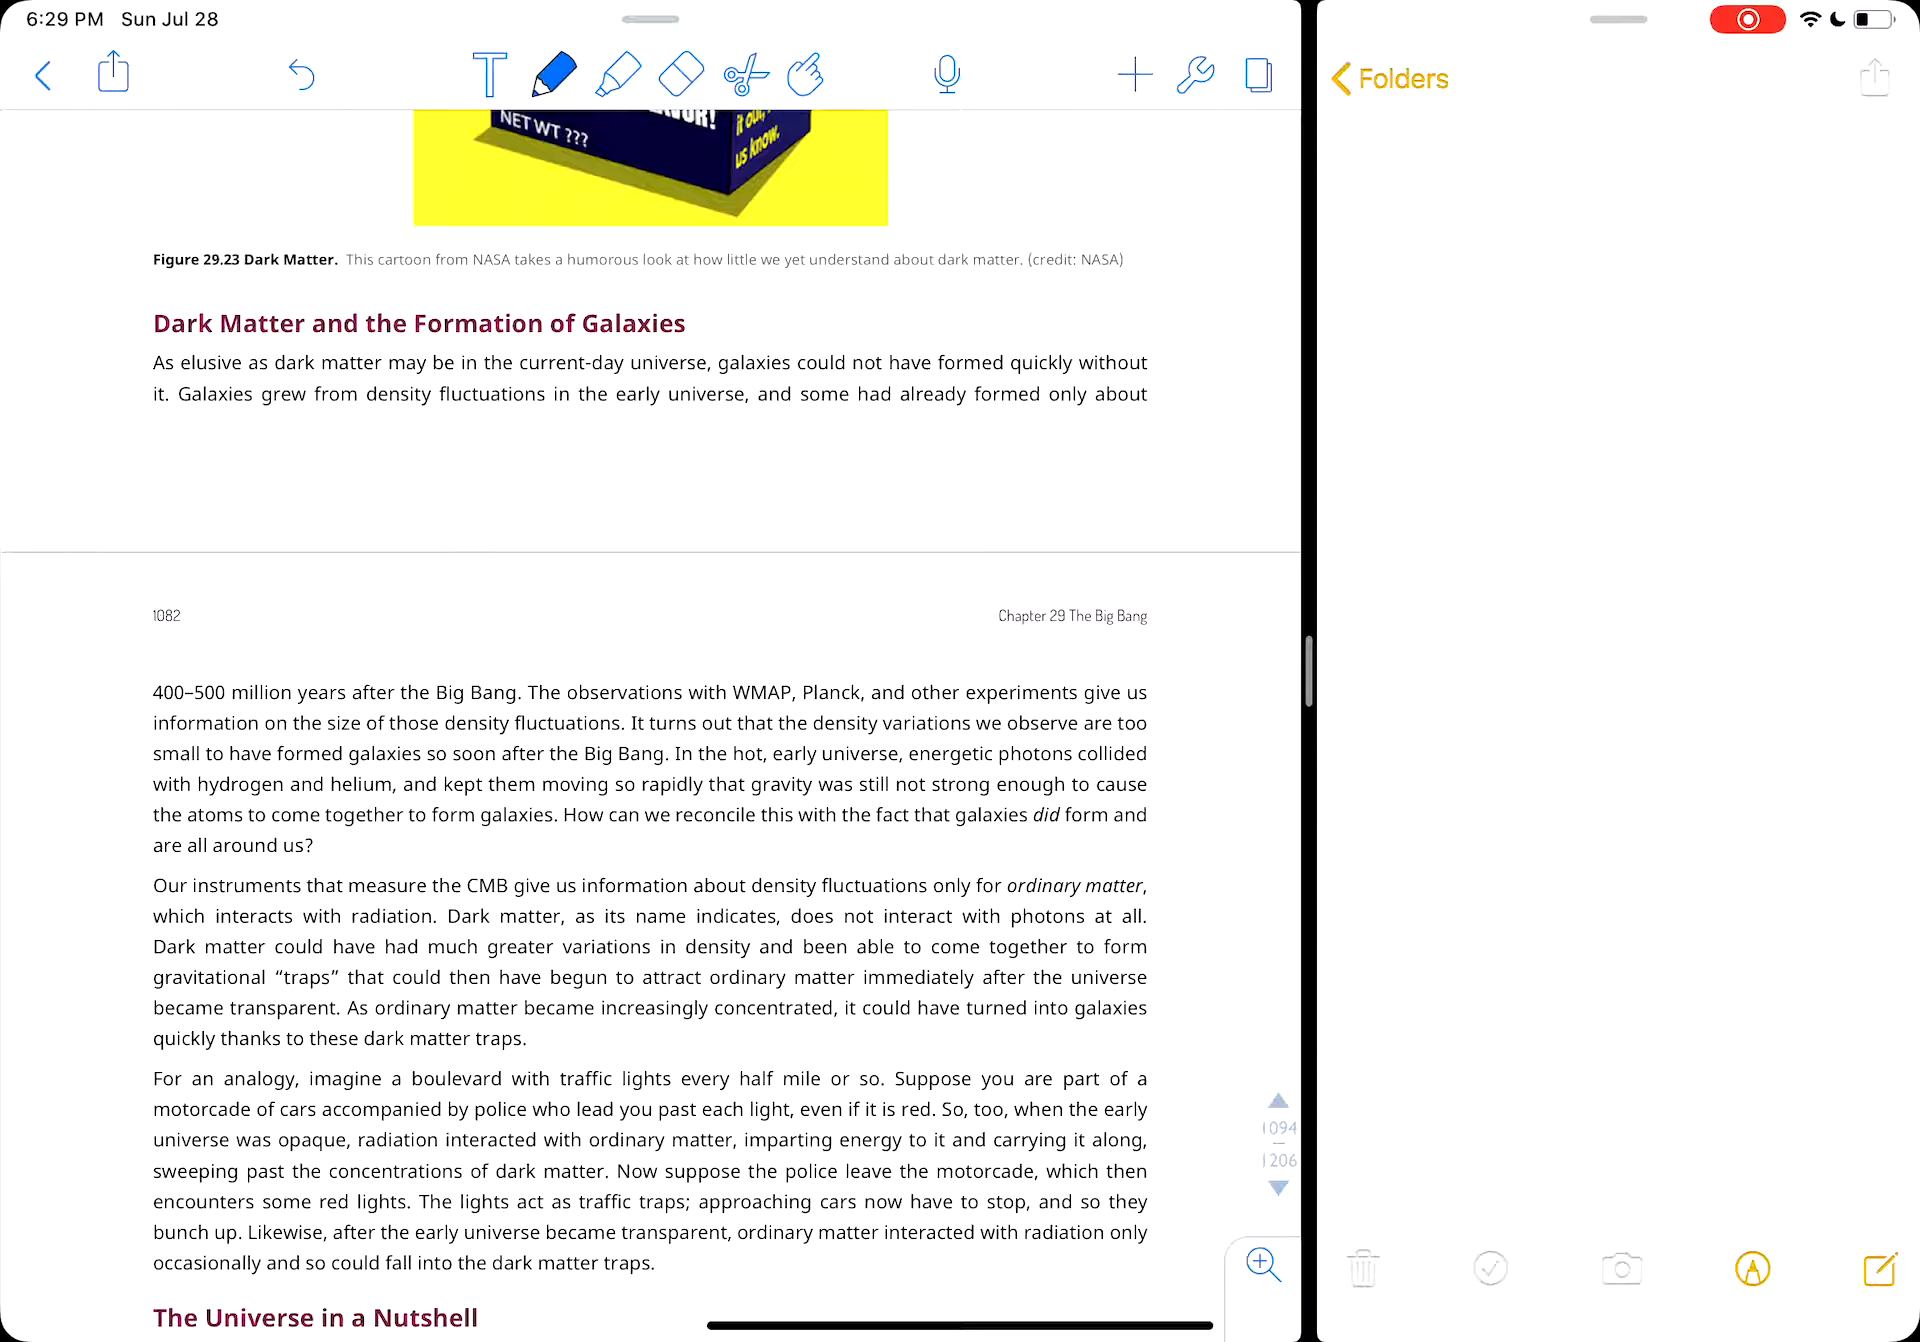 6:29 PM Sun Jul 28
Folders
NET WT ???
it out,
us know.
Figure 29.23 Dark Matter. This cartoon from NASA takes a humorous look at how little we yet understand about dark matter. (credit: NASA)
Dark Matter and the Formation of Galaxies
As elusive as dark matter may be in the current-day universe, galaxies could not have formed quickly without
it. Galaxies grew from density fluctuations in the early universe, and some had already formed only about
1082
Chapter 29 The Big Bang
400–500 million years after the Big Bang. The observations with WMAP, Planck, and other experiments give us
information on the size of those density fluctuations. It turns out that the density variations we observe are too
small to have formed galaxies so soon after the Big Bang. In the hot, early universe, energetic photons collided
with hydrogen and helium, and kept them moving so rapidly that gravity was still not strong enough to cause
the atoms to come together to form galaxies. How can we reconcile this with the fact that galaxies did form and
are all around us?
Our instruments that measure the CMB give us information about density fluctuations only for ordinary matter,
which interacts with radiation. Dark matter, as its name indicates, does not interact with photons at all.
Dark matter could have had much greater variations in density and been able to come together to form
gravitational “traps” that could then have begun to attract ordinary matter immediately after the universe
became transparent. As ordinary matter became increasingly concentrated, it could have turned into galaxies
quickly thanks to these dark matter traps.
For an analogy, imagine a boulevard with traffic lights every half mile or so. Suppose you are part of a
motorcade of cars accompanied by police who lead you past each light, even if it is red. So, too, when the early
universe was opaque, radiation interacted with ordinary matter, imparting energy to it and carrying it along,
sweeping past the concentrations of dark matter. Now suppose the police leave the motorcade, which then
encounters some red lights. The lights act as traffic traps; approaching cars now have to stop, and so they
bunch up. Likewise, after the early universe became transparent, ordinary matter interacted with radiation only
occasionally and so could fall into the dark matter traps.
1094
1206
The Universe in a Nutshell